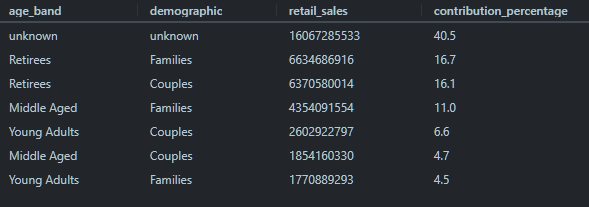 age_band demographic retail_sales contribution_percentage
unknown unknown 16067285533 40.5
Retirees Families 6634686916 16.7
Retirees Couples 6370580014 16.1
Middle Aged Families 4354091554 11.0
Young Adults Couples 2602922797 6.6
Middle Aged Couples 1854160330 4.7
Young Adults Families 1770889293 4.5